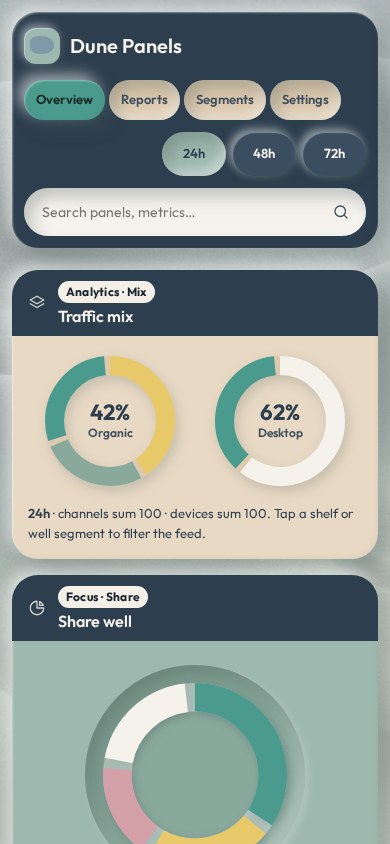 Dune Panels
Overview
Reports
Segments
Settings
24h
48h
72h
Search panels, metrics…
Analytics · Mix
Traffic mix
42%
Organic
62%
Desktop
24h · channels sum 100 · devices sum 100. Tap a shelf or
well segment to filter the feed.
Focus · Share
Share well